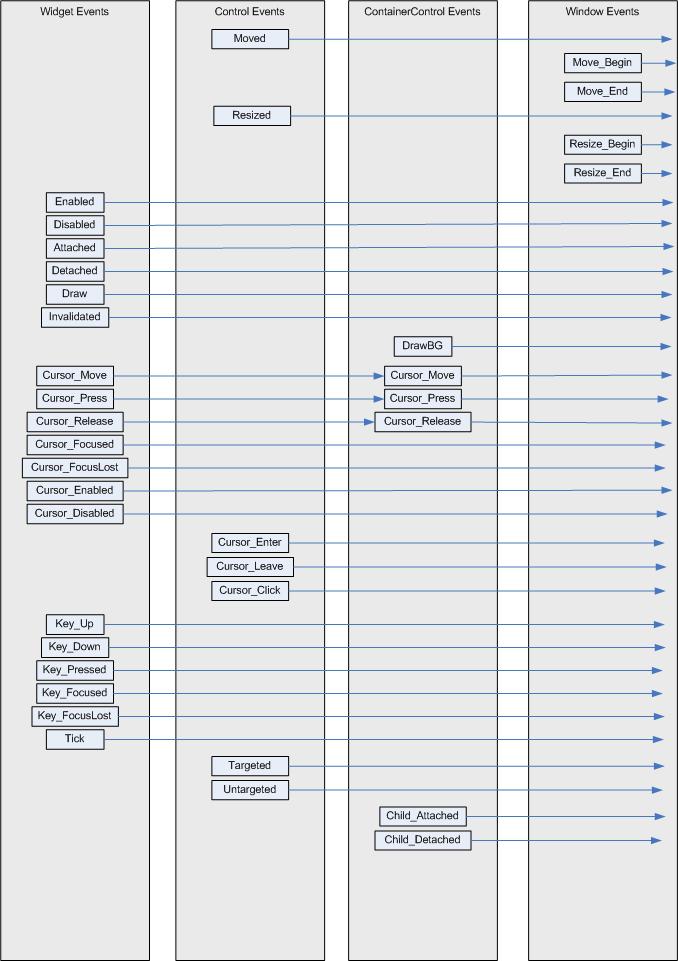 Widget Events
Control Events
ContainerControl Events
Window Events
Moved
Move_Begin
Move_End
Resized
Resize_Begin
Resize_End
Enabled
Disabled
Attached
Detached
Draw
Invalidated
DrawBG
Cursor_Move
Cursor_Move
Cursor_Press
Cursor_Press
Cursor_Release
Cursor_Release
Cursor_Focused
Cursor_FocusLost
Cursor_Enabled
Cursor_Disabled
Cursor_Enter
Cursor_Leave
Cursor_Click
Key_Up
Key_Down
Key_Pressed
Key_Focused
Key_FocusLost
Tick
Targeted
Untargeted
Child_Attached
Child_Detached